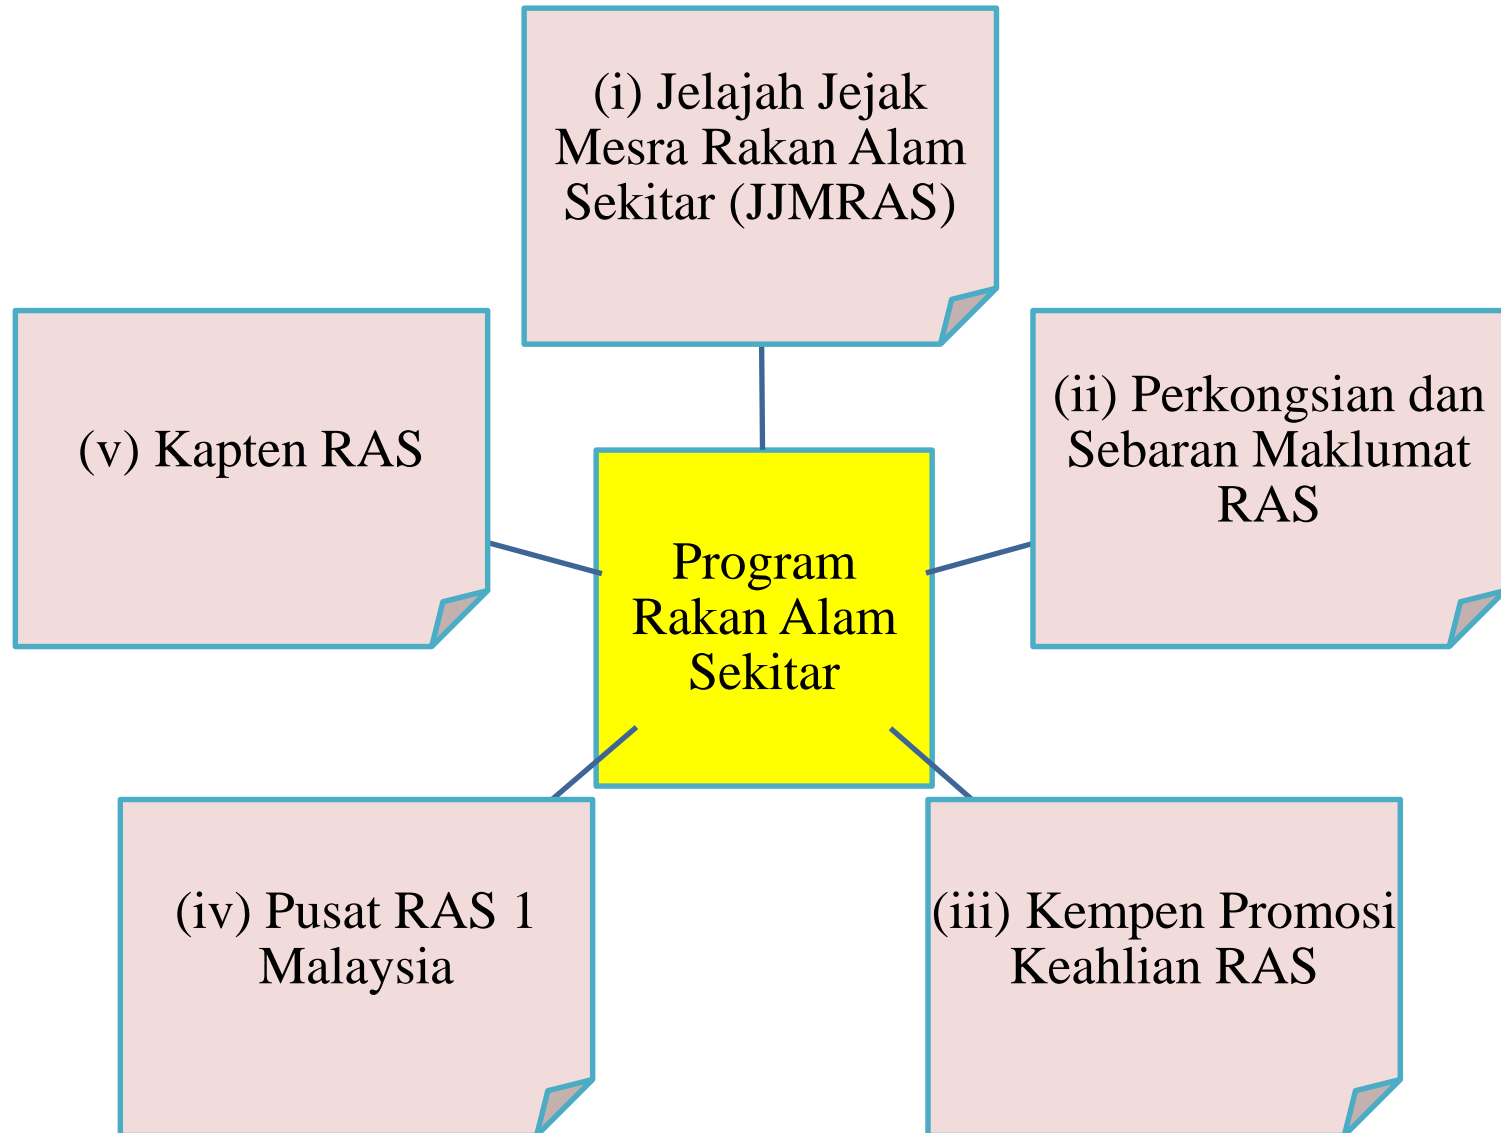 (i) Jelajah Jejak
Mesra Rakan Alam
Sekitar (JJMRAS)
(ii) Perkongsian dan
Sebaran Maklumat
RAS
(v) Kapten RAS
Program
Rakan Alam
Sekitar
(iv) Pusat RAS 1
Malaysia
(iii) Kempen Promosi
Keahlian RAS